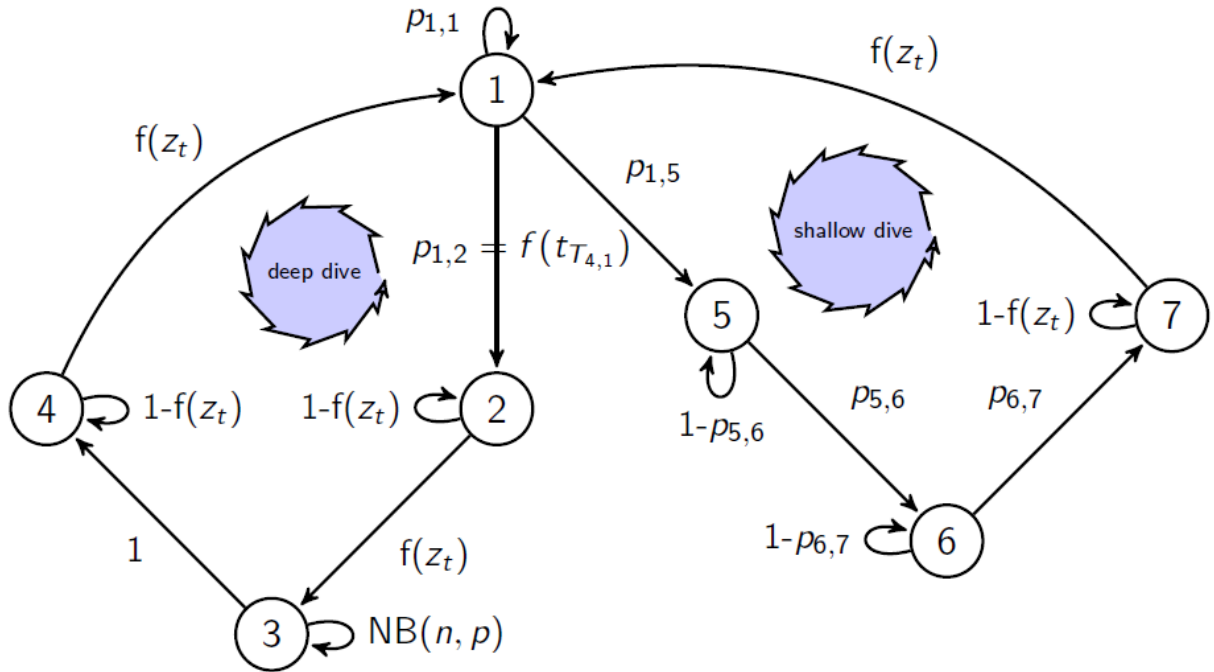 p1,1
1
f(zt)
f(zt)
p1,5
deep dive
p1,2 = f(tT4,1)
shallow dive
5
1-f(zt)
7
4
1-f(zt)
1-f(zt)
2
1-p5,6
p5,6
p6,7
1
f(zt)
1-p6,7
6
3
NB(n, p)